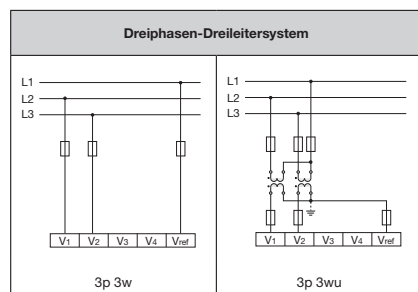 Dreiphasen-Dreileitersystem
L1
L2
L3
V1 V2 V3 V4 Vref
3p 3w
L1
L2
L3
V1 V2 V3 V4 Vref
3p 3wu